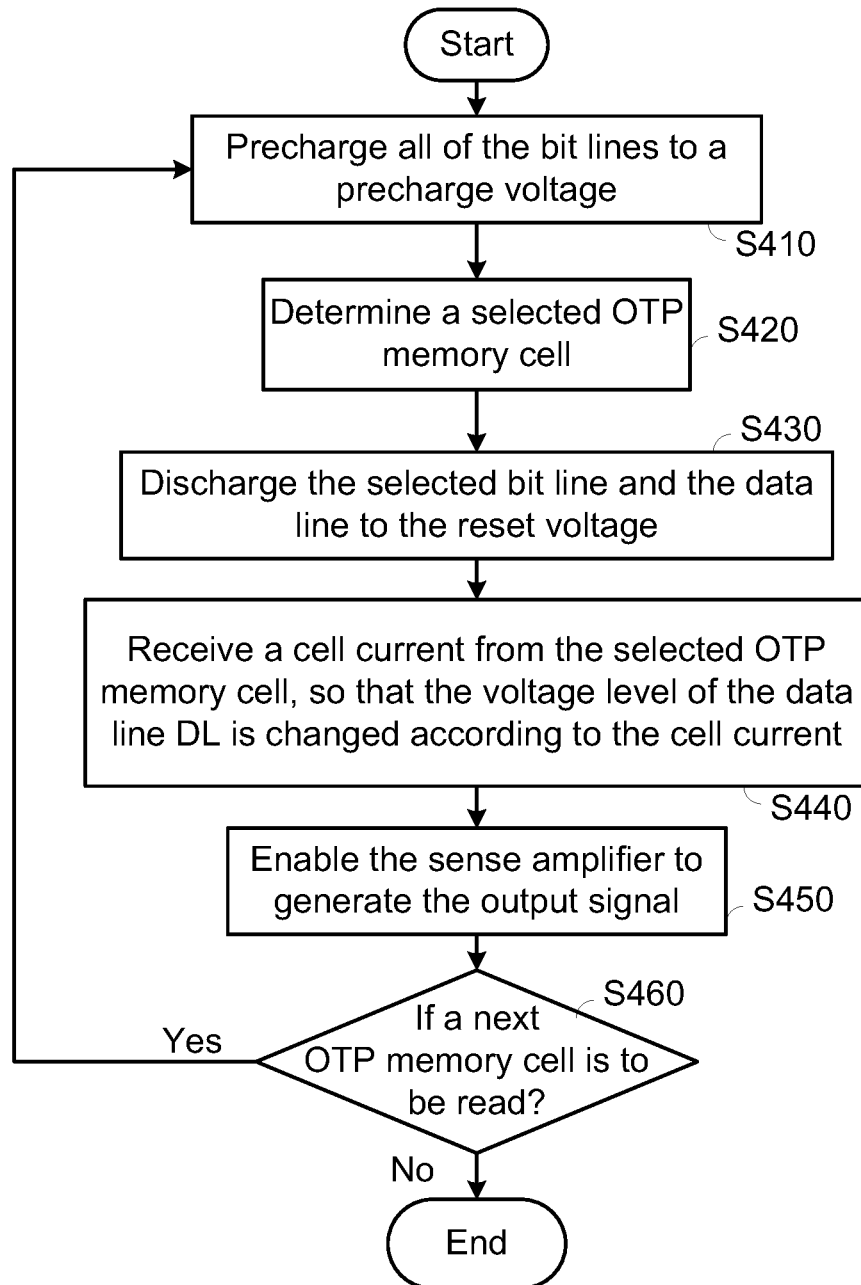 Start
Precharge all of the bit lines to a
precharge voltage
S410
Determine a selected OTP
memory cell
S420
S430
Discharge the selected bit line and the data
line to the reset voltage
Receive a cell current from the selected OTP
memory cell, so that the voltage level of the data
line DL is changed according to the cell current
S440
Enable the sense amplifier to
generate the output signal
S450
S460
If a next
OTP memory cell is to
be read?
Yes
No
End